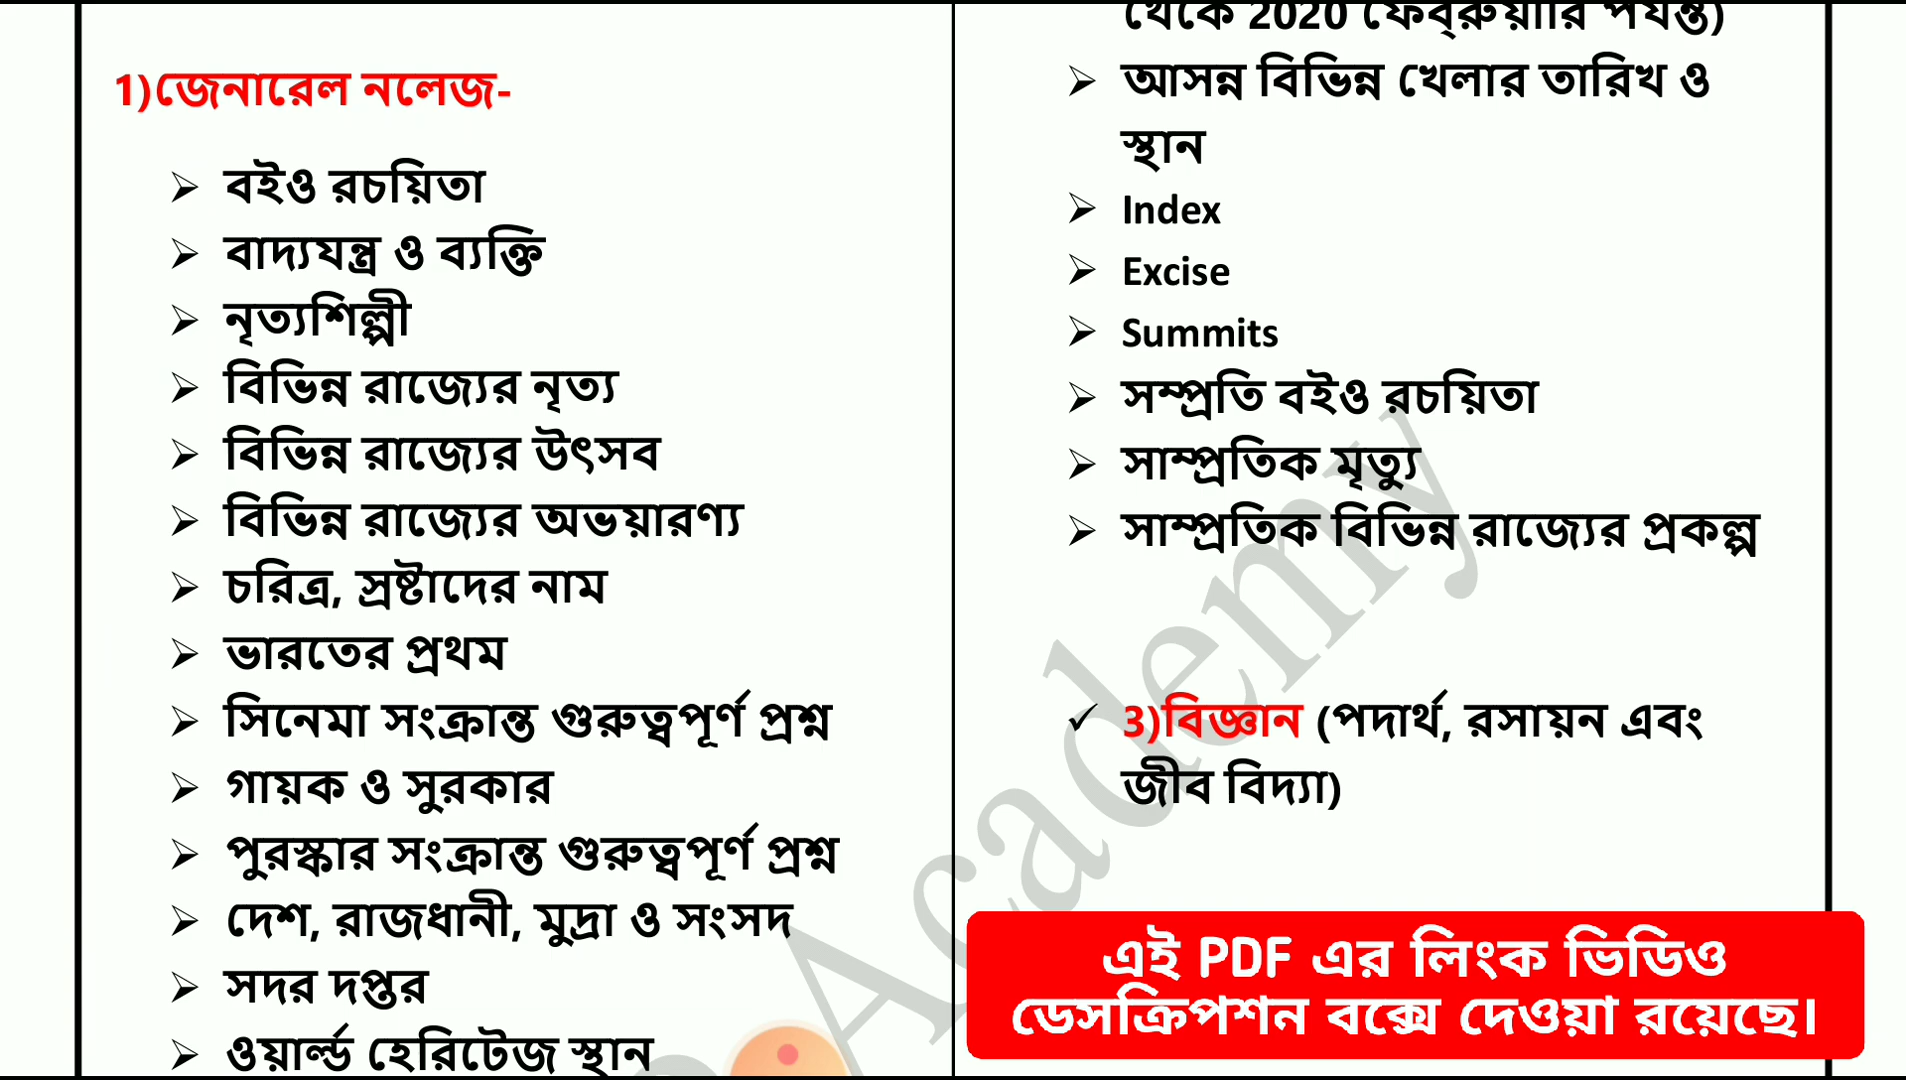 1)জেনারেল নলেজ-
বইও রচয়িতা
বাদ্যযন্ত্র ও ব্যক্তি
নৃত্যশিল্পী
বিভিন্ন রাজ্যের নৃত্য
বিভিন্ন রাজ্যের উৎসব
বিভিন্ন রাজ্যের অভয়ারণ্য
চরিত্র, স্রষ্টাদের নাম
ভারতের প্রথম
সিনেমা সংক্রান্ত গুরুত্বপূর্ণ প্রশ্ন
গায়ক ও সুরকার
পুরস্কার সংক্রান্ত গুরুত্বপূর্ণ প্রশ্ন
দেশ, রাজধানী, মুদ্রা ও সংসদ
সদর দপ্তর
ওয়ার্ল্ড হেরিটেজ স্থান
থেকে 2020 ফেব্রুয়ারি পর্যন্ত)
আসন্ন বিভিন্ন খেলার তারিখ ও
স্থান
Index
Excise
Summits
সম্প্রতি বইও রচয়িতা
সাম্প্রতিক মৃত্যু
সাম্প্রতিক বিভিন্ন রাজ্যের প্রকল্প
3)বিজ্ঞান (পদার্থ, রসায়ন এবং
জীব বিদ্যা)
Academy
এই PDF এর লিংক ভিডিও
ডেসক্রিপশন বক্সে দেওয়া রয়েছে।